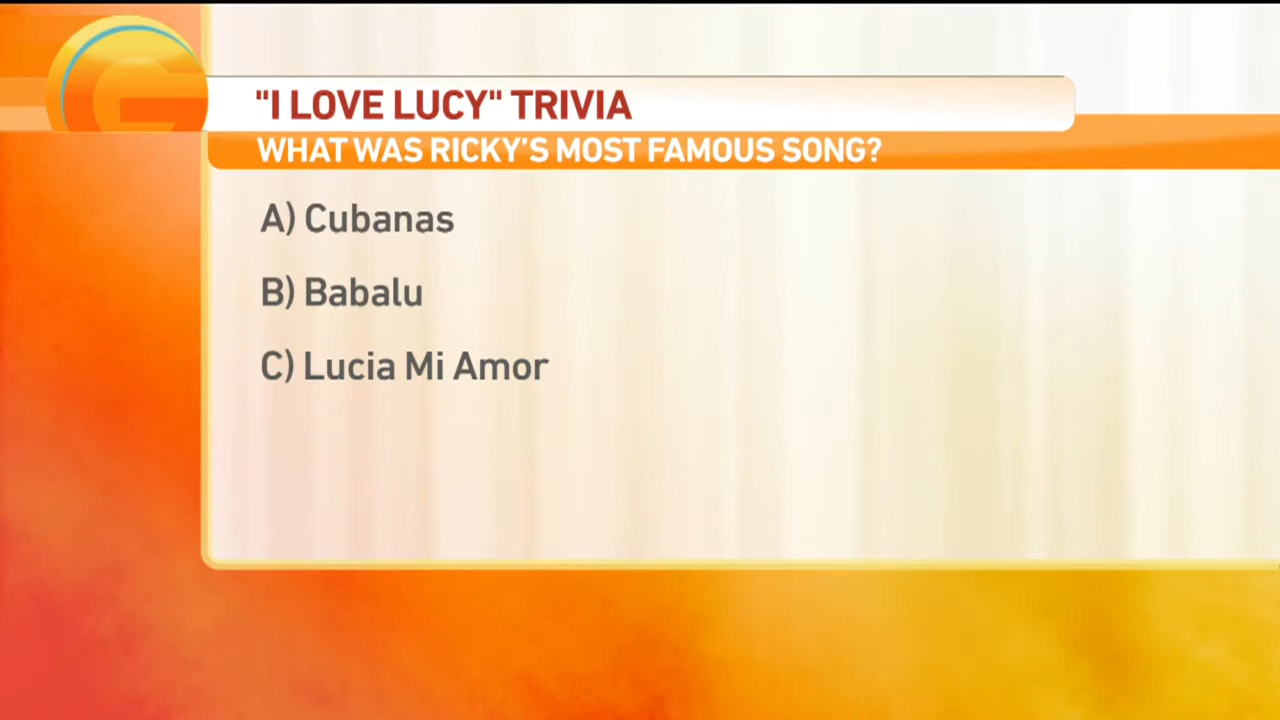 "I LOVE LUCY" TRIVIA
WHAT WAS RICKY'S MOST FAMOUS SONG?
A) Cubanas
B) Babalu
C) Lucia Mi Amor